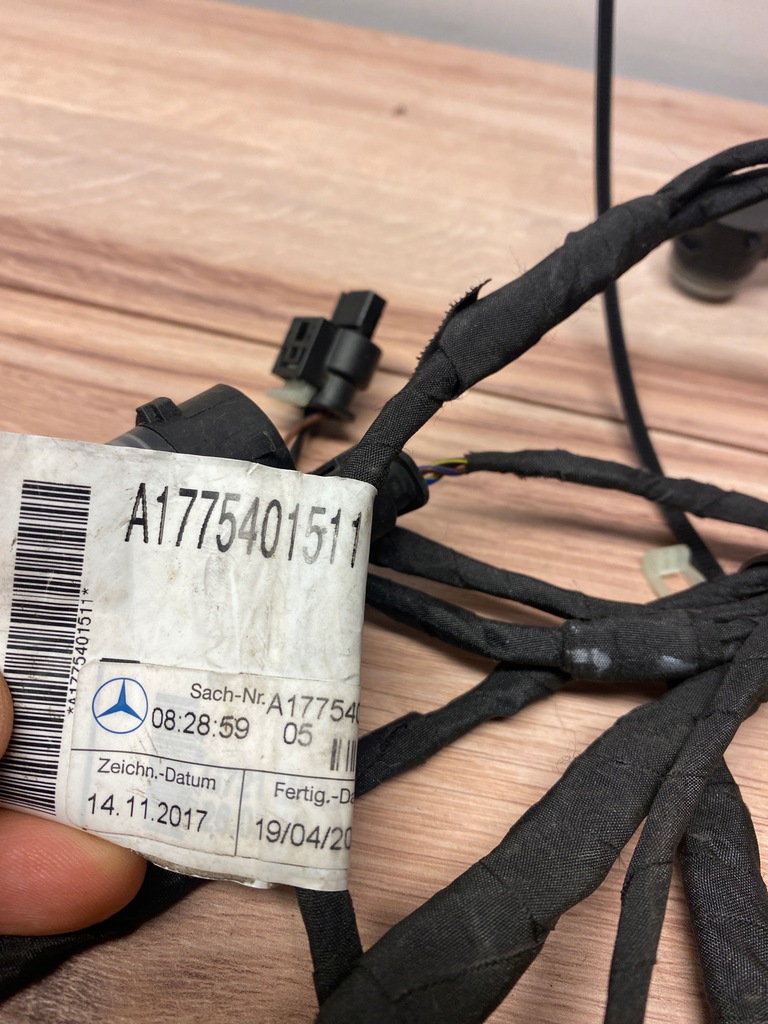 A1775401511
*A1775401511*
Sach-Nr. A177540
08:28:59 05
Zeichn.-Datum
Fertig.-Da
14.11.2017
19/04/20